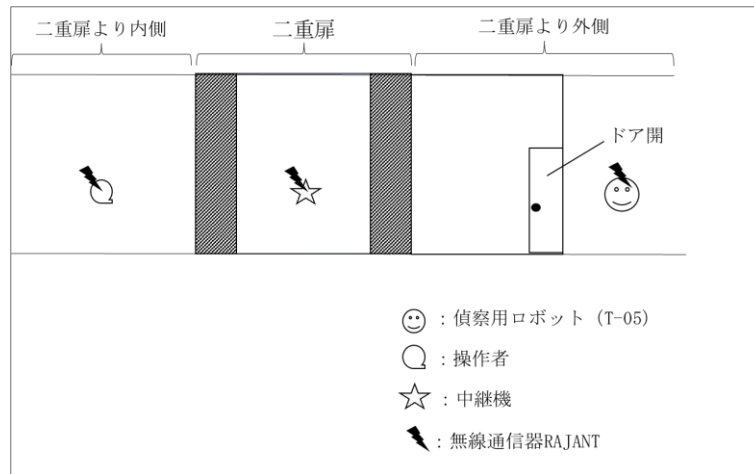 二重扉より内側
二重扉
二重扉より外側
ドア開
：偵察用ロボット (T-05)
：操作者
：中継機
：無線通信器RAJANT